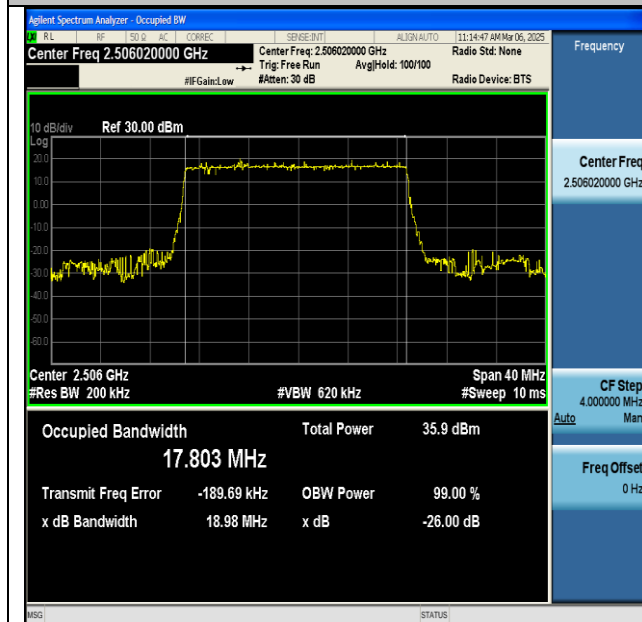 Agilent Spectrum Analyzer - Occupied BW
LXI RL RF 50 Ω AC CORREC SENSE:INT ALIGN AUTO 11:14:47 AM Mar 06, 2025
Center Freq 2.506020000 GHz Center Freq: 2.506020000 GHz Radio Std: None
Trig: Free Run Avg|Hold: 100/100
#IFGain:Low #Atten: 30 dB Radio Device: BTS
10 dB/div Ref 30.00 dBm
Log
20.0
10.0
0.00
-10.0
-20.0
-30.0
-40.0
-50.0
-60.0
Center 2.506 GHz Span 40 MHz
#Res BW 200 kHz #VBW 620 kHz #Sweep 10 ms
Occupied Bandwidth Total Power 35.9 dBm
17.803 MHz
Transmit Freq Error -189.69 kHz OBW Power 99.00 %
x dB Bandwidth 18.98 MHz x dB -26.00 dB
MSG STATUS
Frequency
Center Freq
2.506020000 GHz
CF Step
4.000000 MHz
Auto Man
Freq Offset
0 Hz